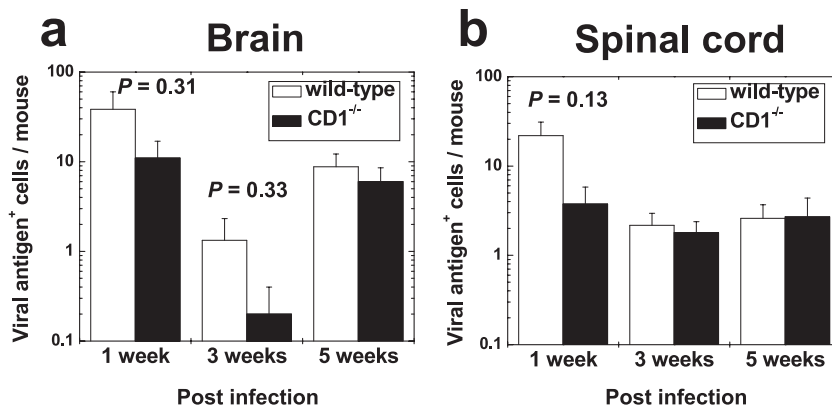 a Brain
Viral antigen⁺ cells / mouse
100
10
1
0.1
P = 0.31
P = 0.33
wild-type
CD1⁻/⁻
1 week 3 weeks 5 weeks
Post infection
b Spinal cord
Viral antigen⁺ cells / mouse
100
10
1
0.1
P = 0.13
wild-type
CD1⁻/⁻
1 week 3 weeks 5 weeks
Post infection